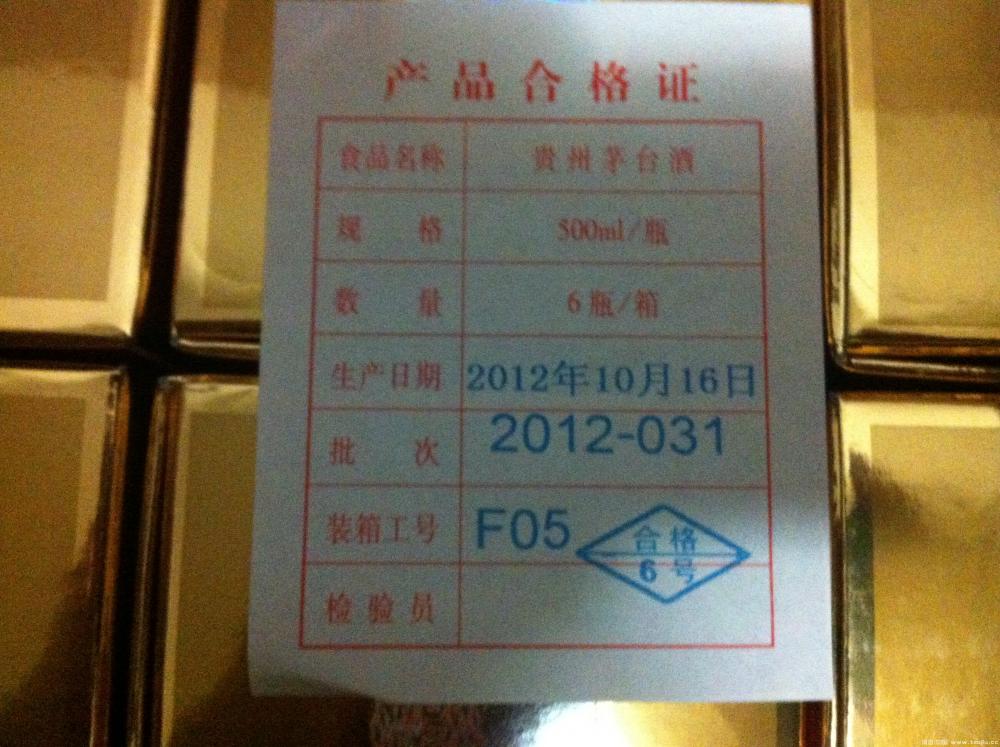 产品合格证
食品名称 贵州茅台酒
规 格 500ml/瓶
数 量 6瓶/箱
生产日期 2012年10月16日
批 次 2012-031
装箱工号 F05
合格
6号
检验员